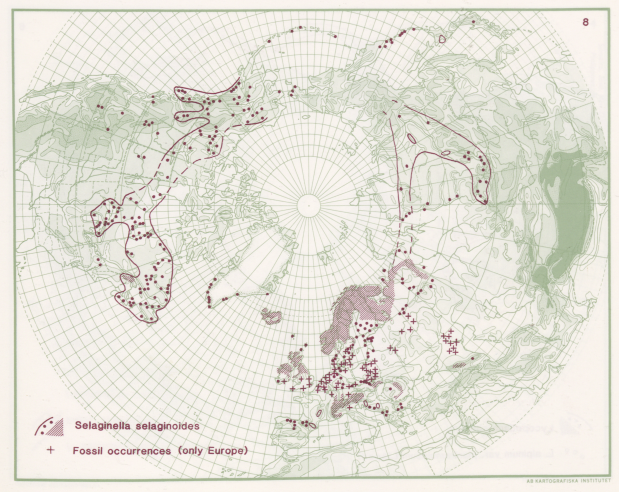 8
Selaginella selaginoides
+ Fossil occurrences (only Europe)
AB KARTOGRAFISKA INSTITUTET